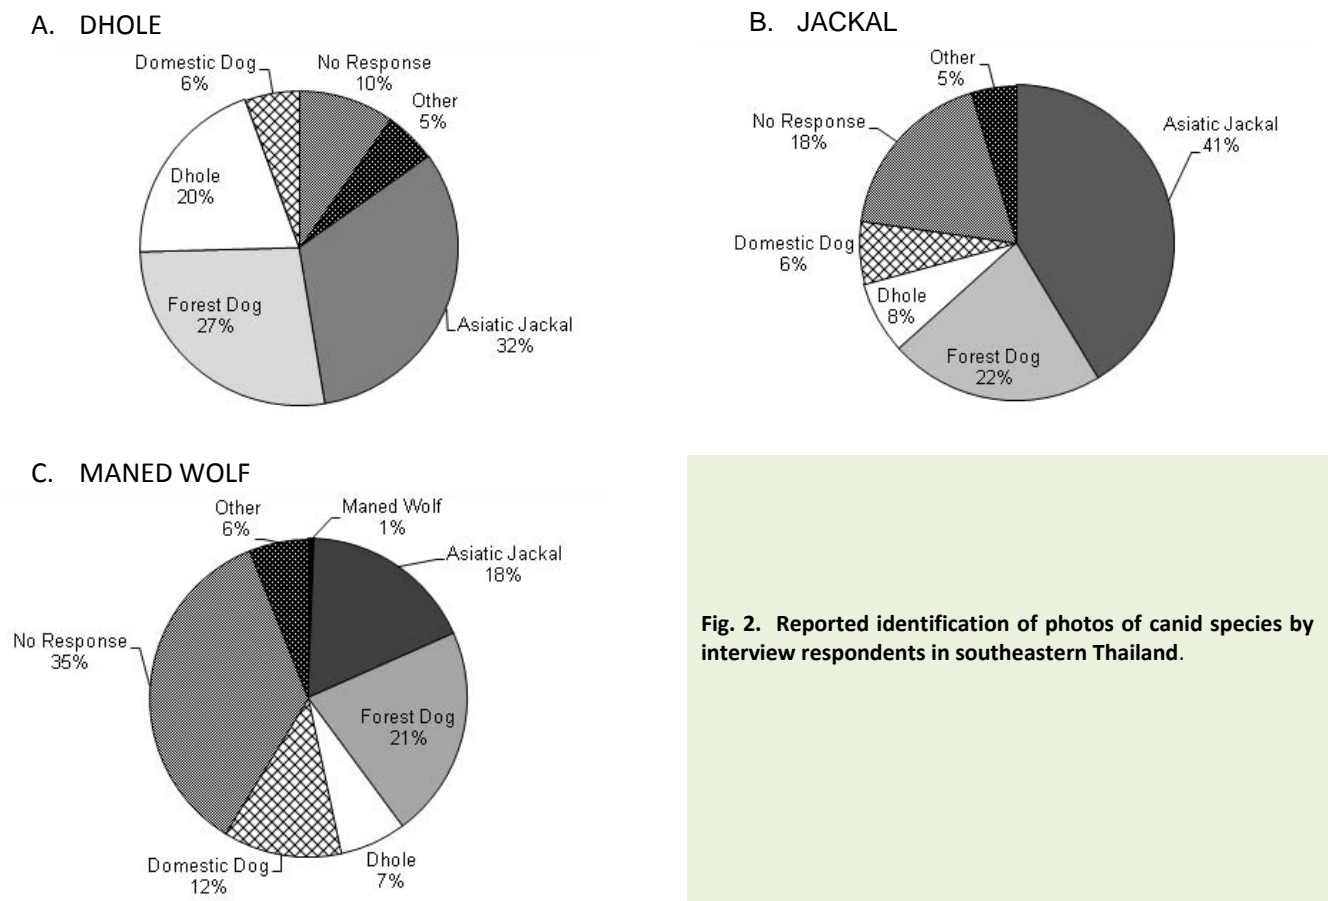 A. DHOLE
Domestic Dog
6%
No Response
10%
Other
5%
Dhole
20%
Forest Dog
27%
Asiatic Jackal
32%
B. JACKAL
Other
5%
No Response
18%
Asiatic Jackal
41%
Domestic Dog
6%
Dhole
8%
Forest Dog
22%
C. MANED WOLF
Other
6%
Maned Wolf
1%
Asiatic Jackal
18%
No Response
35%
Forest Dog
21%
Domestic Dog
12%
Dhole
7%
Fig. 2. Reported identification of photos of canid species by
interview respondents in southeastern Thailand.